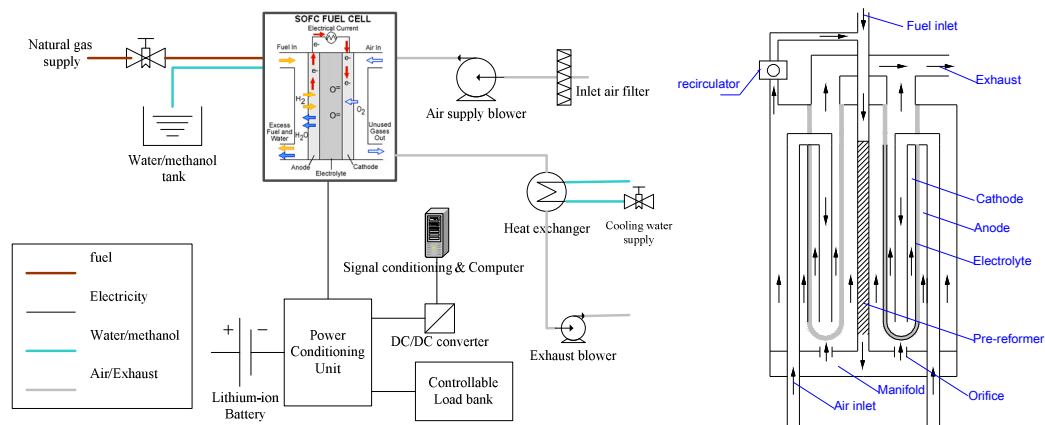 SOFC FUEL CELL
Electrical Current
Fuel In
Air In
e-
e-
e-
e-
H2
O=
O=
O2
H2O
Excess
Fuel and
Water
Unused
Gases
Out
Anode
Cathode
Electrolyte
Natural gas
supply
Water/methanol
tank
Air supply blower
Inlet air filter
Heat exchanger
Cooling water
supply
Signal conditioning & Computer
DC/DC converter
Exhaust blower
Power
Conditioning
Unit
Controllable
Load bank
+
−
Lithium-ion
Battery
fuel
Electricity
Water/methanol
Air/Exhaust
Fuel inlet
Exhaust
recirculator
Cathode
Anode
Electrolyte
Pre-reformer
Orifice
Manifold
Air inlet